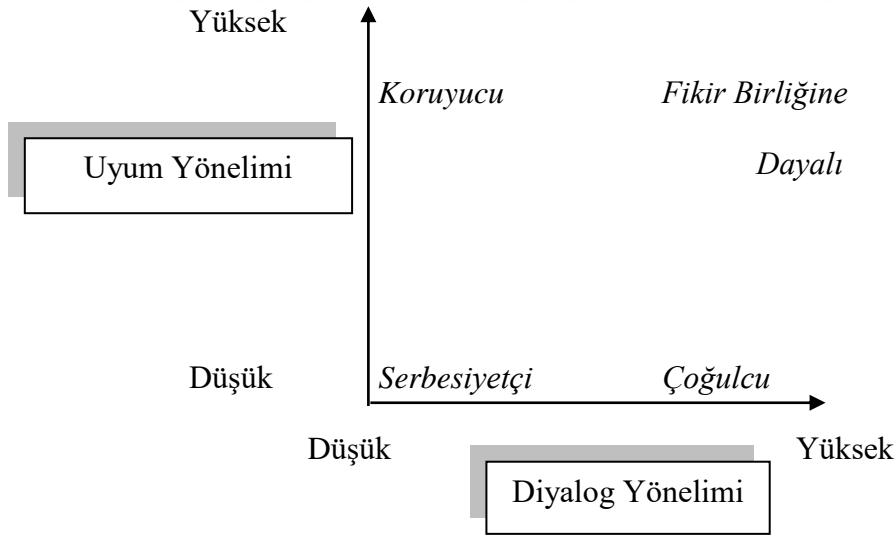 Yüksek
Koruyucu Fikir Birliğine
Uyum Yönelimi Dayalı
Düşük Serbesiyetçi Çoğulcu
Düşük Yüksek
Diyalog Yönelimi